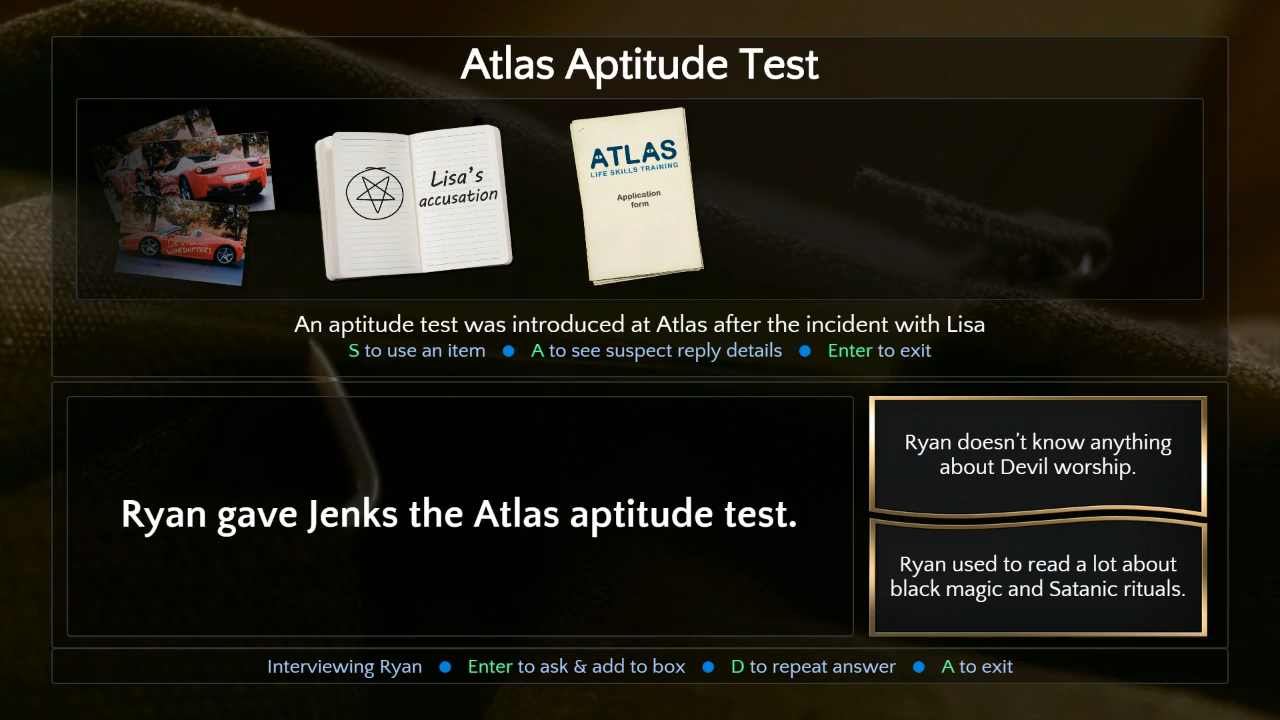 Atlas Aptitude Test
Lisa's
accusation
ATLAS
LIFE SKILLS TRAINING
Application
form
An aptitude test was introduced at Atlas after the incident with Lisa
S to use an item ● A to see suspect reply details ● Enter to exit
Ryan gave Jenks the Atlas aptitude test.
Ryan doesn't know anything
about Devil worship.
Ryan used to read a lot about
black magic and Satanic rituals.
Interviewing Ryan ● Enter to ask & add to box ● D to repeat answer ● A to exit